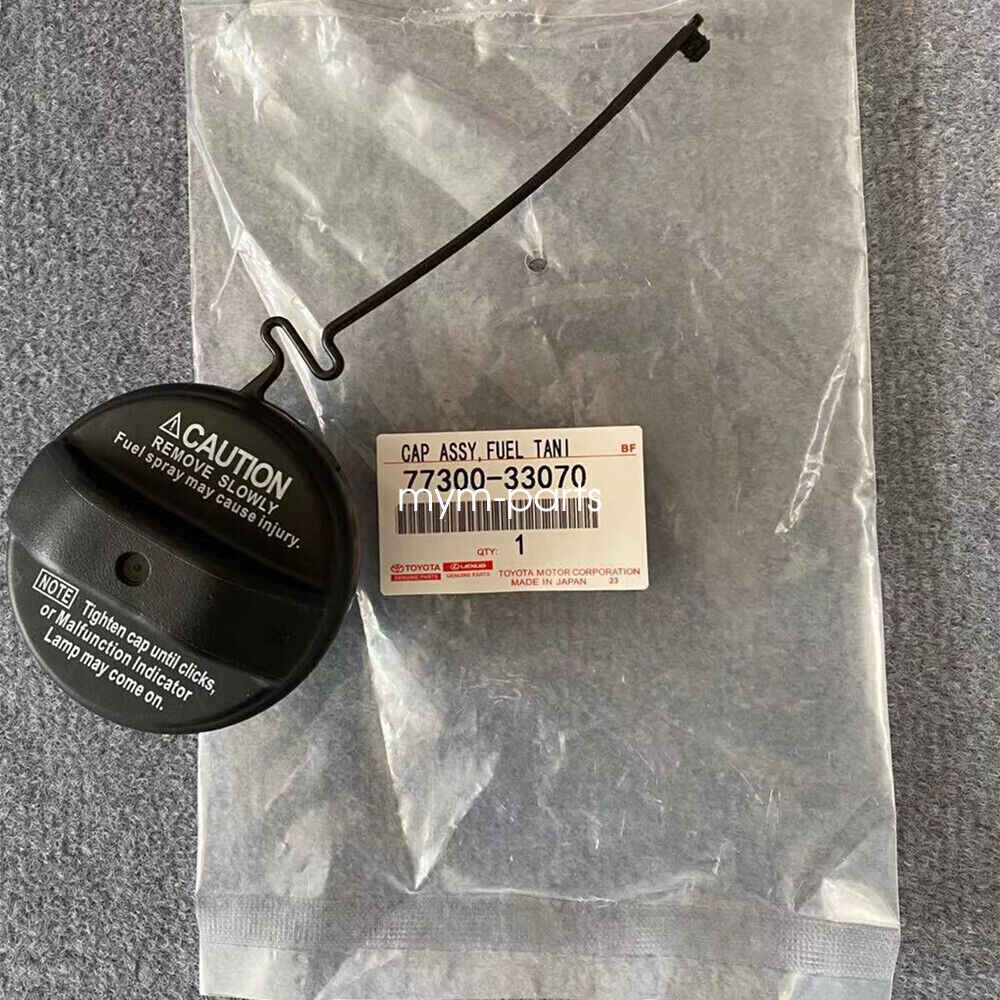 CAUTION
REMOVE SLOWLY
Fuel spray may cause injury.
NOTE Tighten cap until clicks,
or Malfunction Indicator
Lamp may come on.
CAP ASSY, FUEL TANI BF
77300-33070
mym-parts
QTY: 1
TOYOTA LEXUS
GENUINE PARTS GENUINE PARTS
TOYOTA MOTOR CORPORATION
MADE IN JAPAN 23